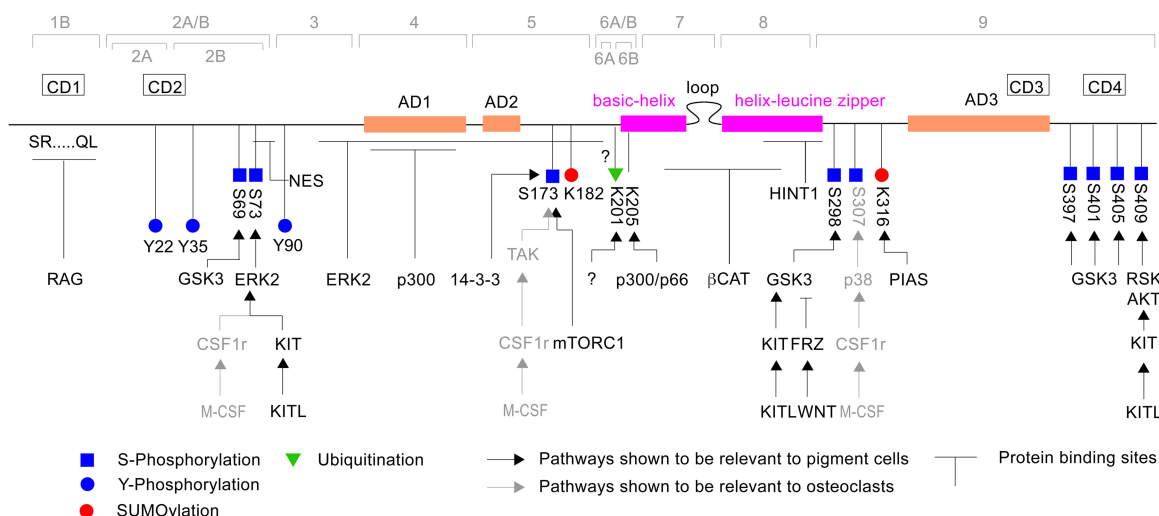 1B 2A/B 3 4 5 6A/B 7 8 9
2A 2B 6A 6B
CD1 CD2 CD3 CD4
AD1 AD2 basic-helix loop helix-leucine zipper AD3
SR.....QL
?
NES
S69 S73 S173 K182 K201 K205 HINT1 S298 S307 K316 S397 S401 S405 S409
Y22 Y35 Y90
TAK
RAG GSK3 ERK2 ERK2 p300 14-3-3 ? p300/p66 βCAT GSK3 p38 PIAS GSK3 RSK
AKT
CSF1r KIT CSF1r mTORC1 KIT FRZ CSF1r KIT
M-CSF KITL M-CSF KITL WNT M-CSF KITL
S-Phosphorylation Ubiquitination Pathways shown to be relevant to pigment cells Protein binding sites
Y-Phosphorylation Pathways shown to be relevant to osteoclasts
SUMOylation